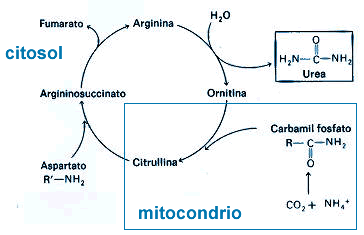 Fumarato
Arginina
H₂O
citosol
O
H₂N—C—NH₂
Urea
Argininosuccinato
Ornitina
Carbamil fosfato
R—C—NH₂
O
Aspartato
R'—NH₂
Citrullina
mitocondrio
CO₂ + NH₄⁺